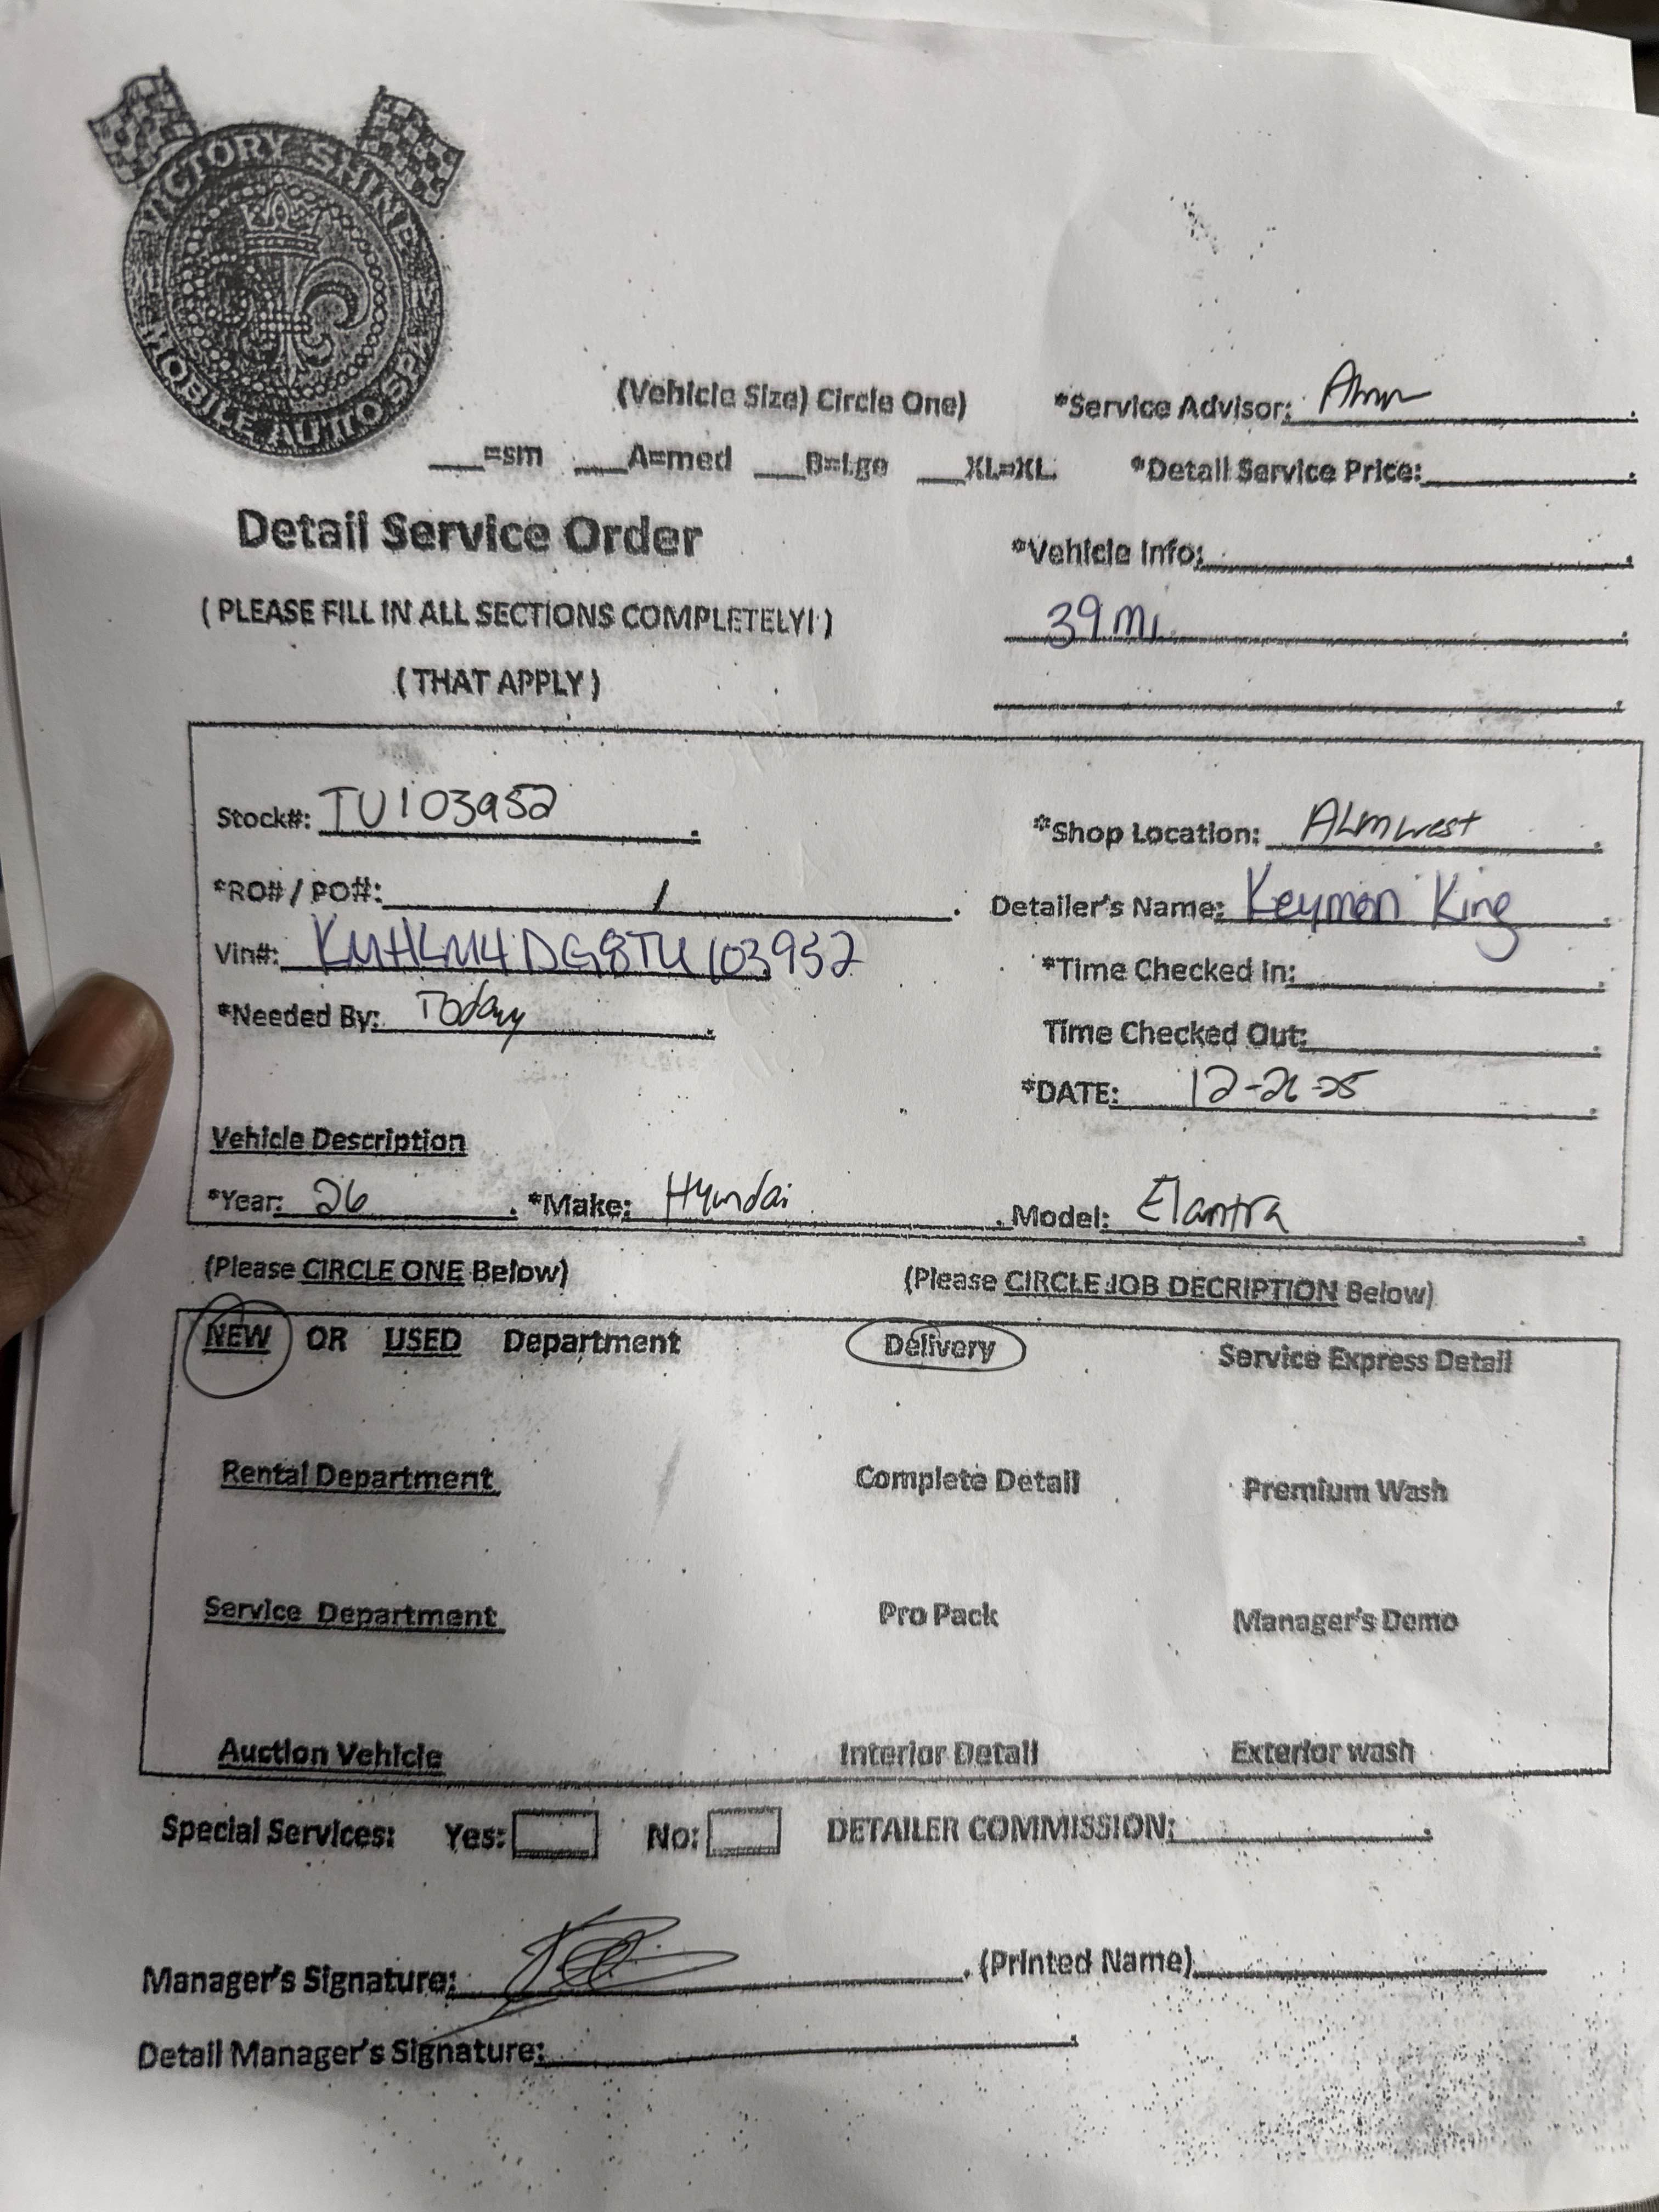 VICTORY SHINE
MOBILE AUTO SPA
(Vehicle Size) Circle One)
*Service Advisor:
___=sm ___A=med ___B=Lge ___XL=XL
*Detail Service Price:
Detail Service Order
*Vehicle Info:
( PLEASE FILL IN ALL SECTIONS COMPLETELY! )
39 mi.
( THAT APPLY )
Stock#: TU103952
*Shop Location: ALM west
*RO# / PO#: /
Detailer's Name: Keymon King
Vin#: KMHLM4DG8TU103952
*Time Checked In:
*Needed By: Today
Time Checked Out:
*DATE: 12-26-25
Vehicle Description
*Year: 26 . *Make: Hyundai . Model: Elantra
(Please CIRCLE ONE Below)
(Please CIRCLE JOB DECRIPTION Below)
NEW OR USED Department
Delivery
Service Express Detail
Rental Department
Complete Detail
Premium Wash
Service Department
Pro Pack
Manager's Demo
Auction Vehicle
Interior Detail
Exterior wash
Special Services: Yes: No: DETAILER COMMISSION:
Manager's Signature: . (Printed Name)
Detail Manager's Signature: